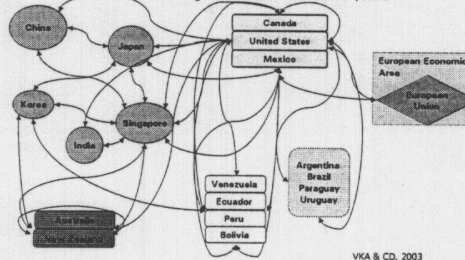 China
Japan
Korea
India
Singapore
Australia
New Zealand
Canada
United States
Mexico
European Economic
Area
European
Union
Venezuela
Ecuador
Peru
Bolivia
Argentina
Brazil
Paraguay
Uruguay
VKA & CD, 2003